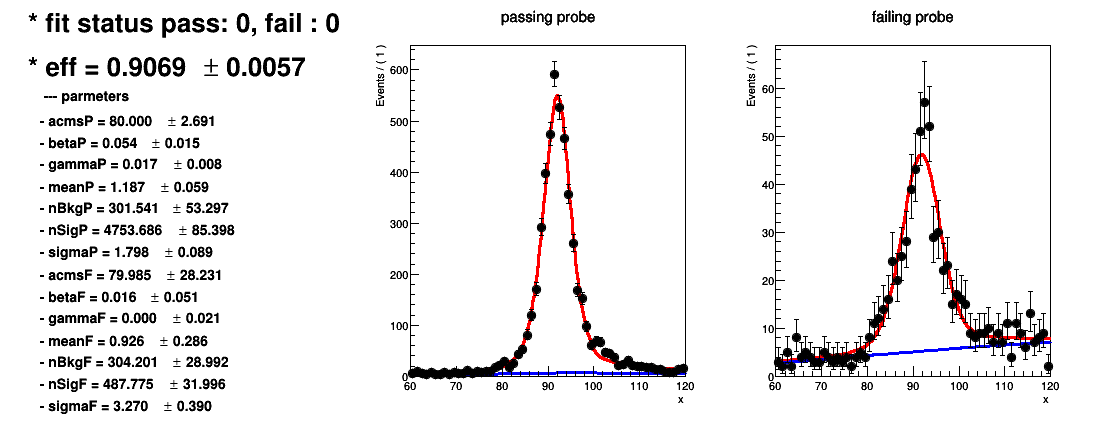 * fit status pass: 0, fail : 0
* eff = 0.9069 ± 0.0057
--- parmeters
- acmsP = 80.000 ± 2.691
- betaP = 0.054 ± 0.015
- gammaP = 0.017 ± 0.008
- meanP = 1.187 ± 0.059
- nBkgP = 301.541 ± 53.297
- nSigP = 4753.686 ± 85.398
- sigmaP = 1.798 ± 0.089
- acmsF = 79.985 ± 28.231
- betaF = 0.016 ± 0.051
- gammaF = 0.000 ± 0.021
- meanF = 0.926 ± 0.286
- nBkgF = 304.201 ± 28.992
- nSigF = 487.775 ± 31.996
- sigmaF = 3.270 ± 0.390
passing probe
Events / ( 1 )
600
500
400
300
200
100
0
60 70 80 90 100 110 120
x
failing probe
Events / ( 1 )
60
50
40
30
20
10
0
60 70 80 90 100 110 120
x